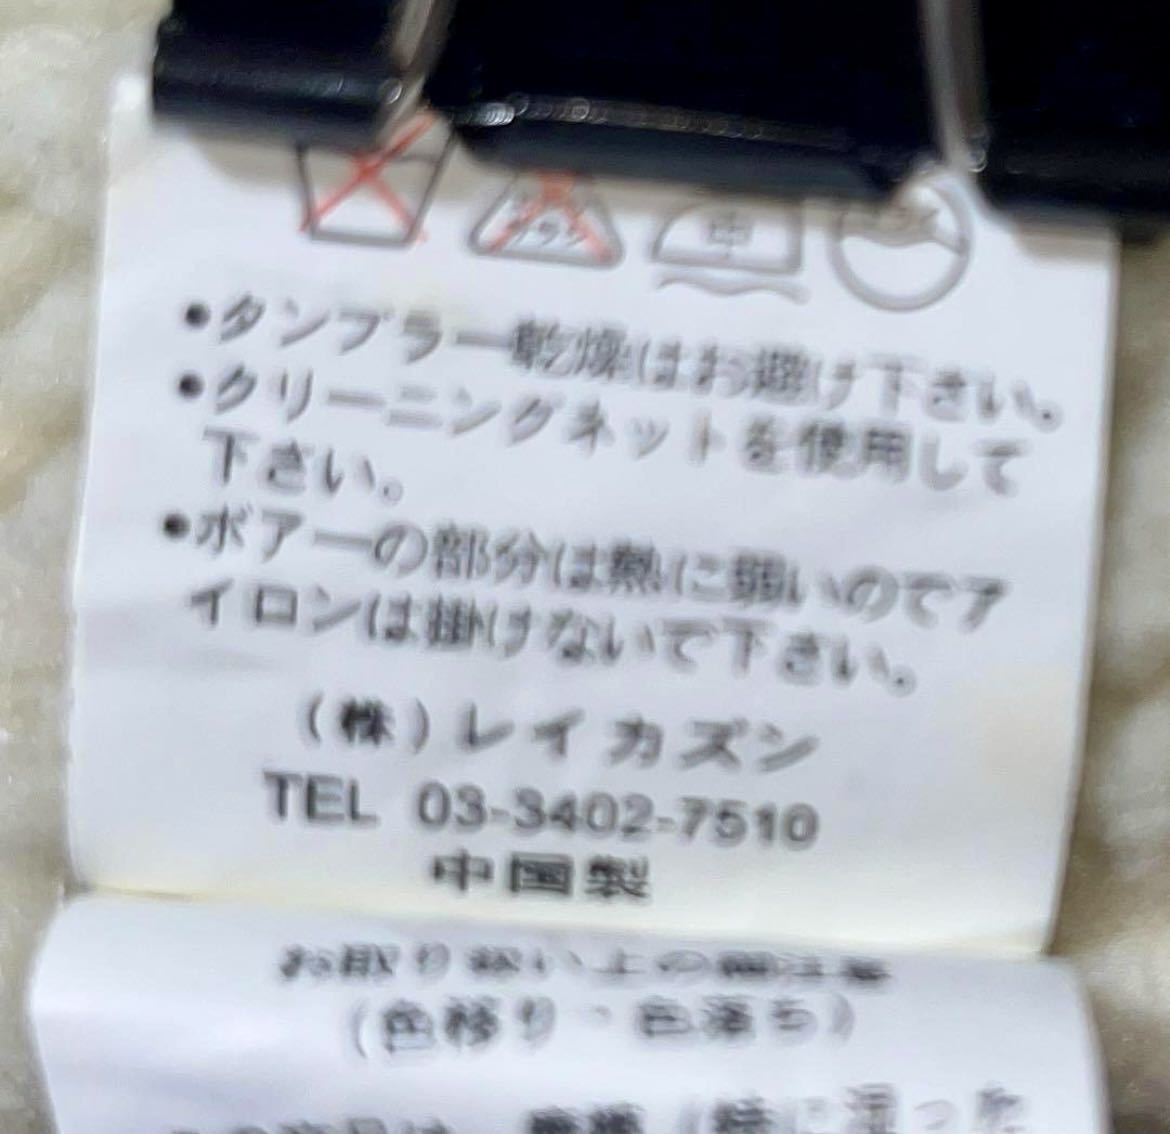 中
•タンブラー乾燥はお避け下さい。
•クリーニングネットを使用して
下さい。
•ボアーの部分は熱に弱いのでア
イロンは掛けないで下さい。
(株)レイカズン
TEL 03-3402-7510
中国製
お取り扱い上の御注意
(色移り・色落ち)